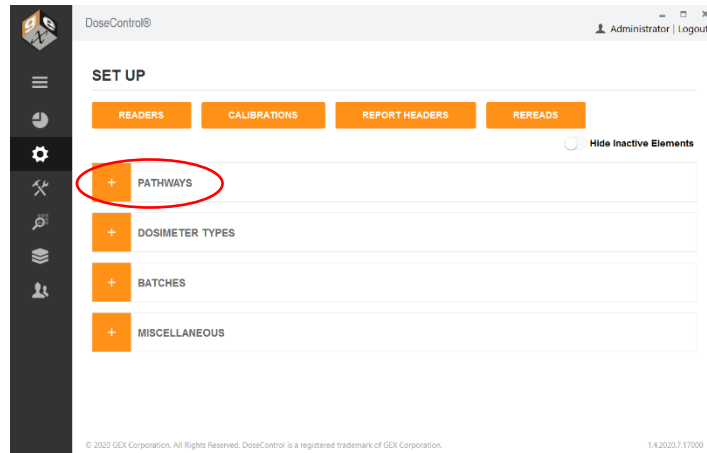 gex
DoseControl®
Administrator | Logout
SET UP
READERS CALIBRATIONS REPORT HEADERS REREADS
Hide Inactive Elements
+ PATHWAYS
+ DOSIMETER TYPES
+ BATCHES
+ MISCELLANEOUS
© 2020 GEX Corporation. All Rights Reserved. DoseControl is a registered trademark of GEX Corporation. 1.4.2020.7.17000